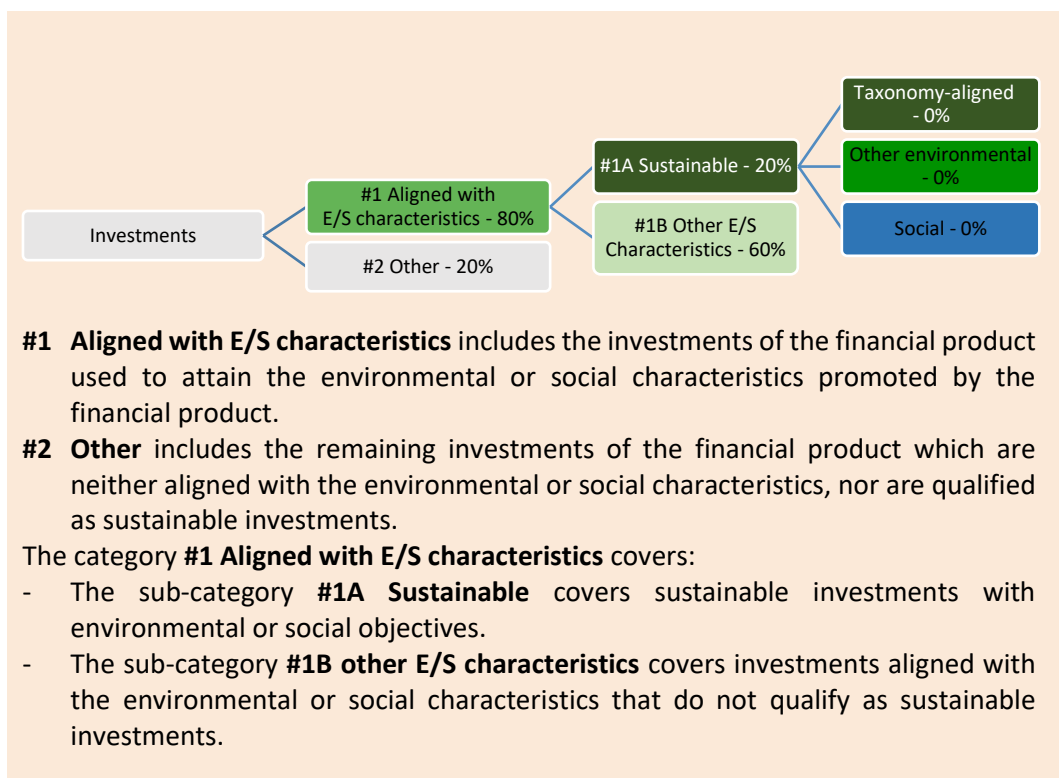 Taxonomy-aligned
- 0%
#1A Sustainable - 20%
Other environmental
- 0%
#1 Aligned with
E/S characteristics - 80%
Investments
#1B Other E/S
Characteristics - 60%
Social - 0%
#2 Other - 20%
#1 Aligned with E/S characteristics includes the investments of the financial product
used to attain the environmental or social characteristics promoted by the
financial product.
#2 Other includes the remaining investments of the financial product which are
neither aligned with the environmental or social characteristics, nor are qualified
as sustainable investments.
The category #1 Aligned with E/S characteristics covers:
- The sub-category #1A Sustainable covers sustainable investments with
environmental or social objectives.
- The sub-category #1B other E/S characteristics covers investments aligned with
the environmental or social characteristics that do not qualify as sustainable
investments.